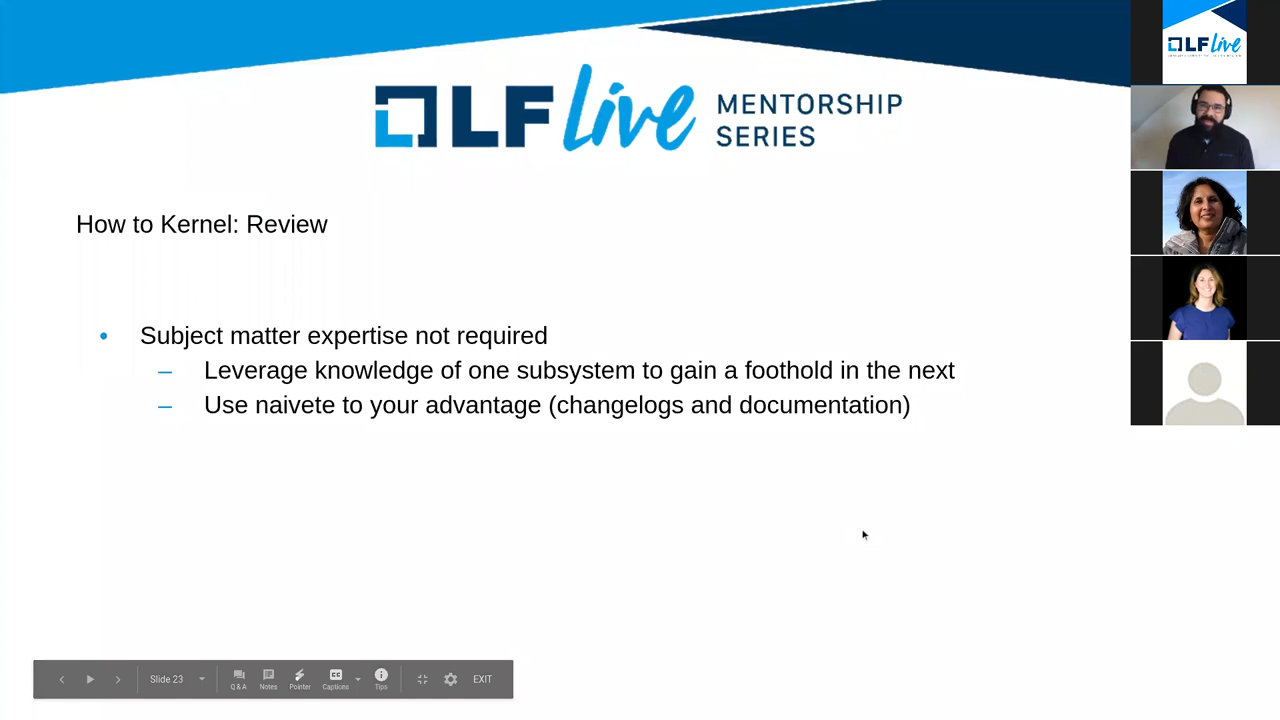 LF Live MENTORSHIP
SERIES
LF Live
How to Kernel: Review
• Subject matter expertise not required
– Leverage knowledge of one subsystem to gain a foothold in the next
– Use naivete to your advantage (changelogs and documentation)
Slide 23
Q & A
Notes
Pointer
CC
Captions
Tips
EXIT